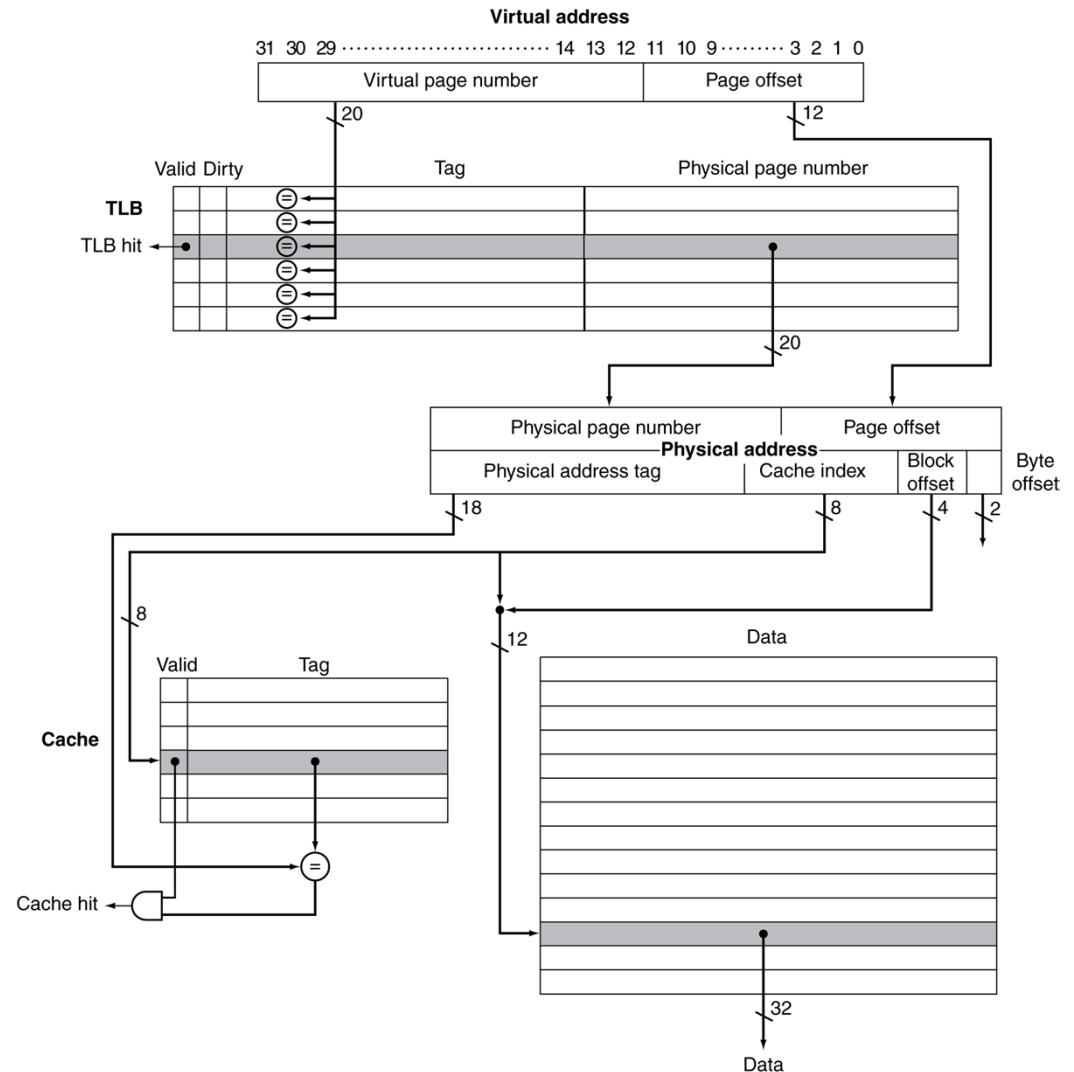 Virtual address
31 30 29 ·························· 14 13 12 11 10 9 ········· 3 2 1 0
Virtual page number Page offset
20 12
Valid Dirty Tag Physical page number
TLB
=
=
TLB hit =
=
=
=
20
Physical page number Page offset
Physical address
Physical address tag Cache index Block offset Byte offset
18 8 4 2
8
12
Data
Valid Tag
Cache
=
Cache hit
32
Data